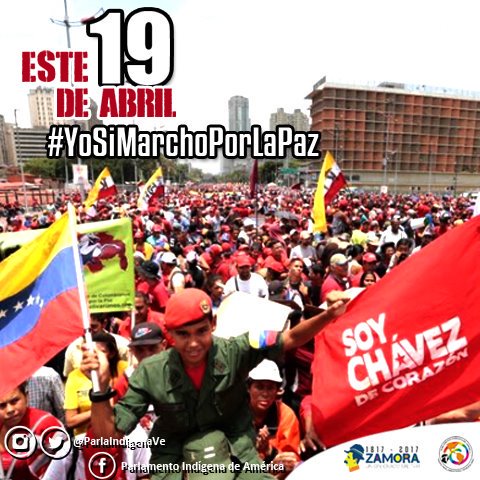 ESTE 19
DE ABRIL
#YoSiMarchoPorLaPaz
SOY
CHÁVEZ
DE CORAZÓN
@ParlaIndigenaVe
Parlamento Indígena de América
1817 - 2017
ZAMORA